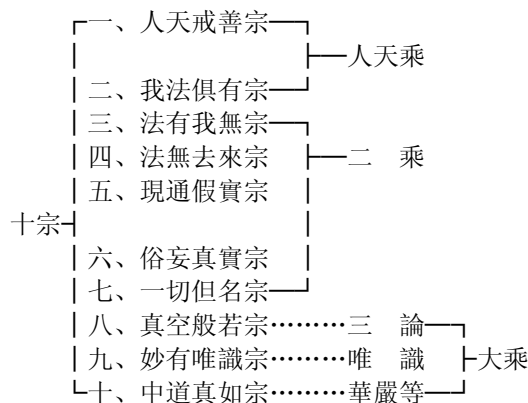 ┌一、人天戒善宗─┐
│　　　　　　　　├─人天乘
│二、我法俱有宗─┘
│三、法有我無宗─┐
│四、法無去來宗　├─二　乘
│五、現通假實宗　│
十宗┤　　　　　　　　│
│六、俗妄真實宗　│
│七、一切但名宗─┘
│八、真空般若宗………三　論─┐
│九、妙有唯識宗………唯　識　├大乘
└十、中道真如宗………華嚴等─┘